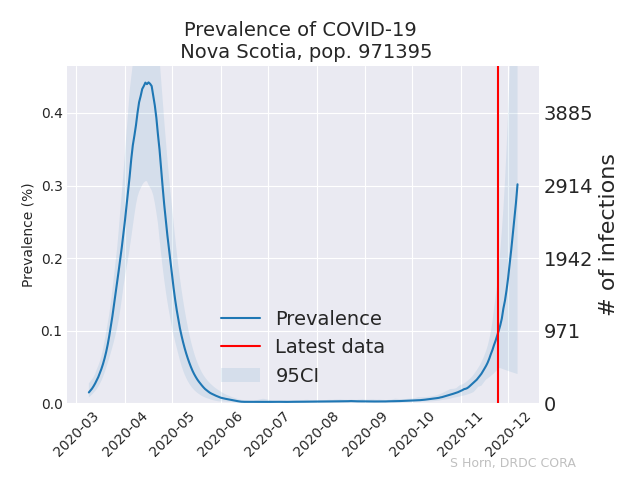 Prevalence of COVID-19
Nova Scotia, pop. 971395
Prevalence (%)
0.4
0.3
0.2
0.1
0.0
3885
2914
1942
971
0
# of infections
Prevalence
Latest data
95CI
2020-03
2020-04
2020-05
2020-06
2020-07
2020-08
2020-09
2020-10
2020-11
2020-12
S Horn, DRDC CORA